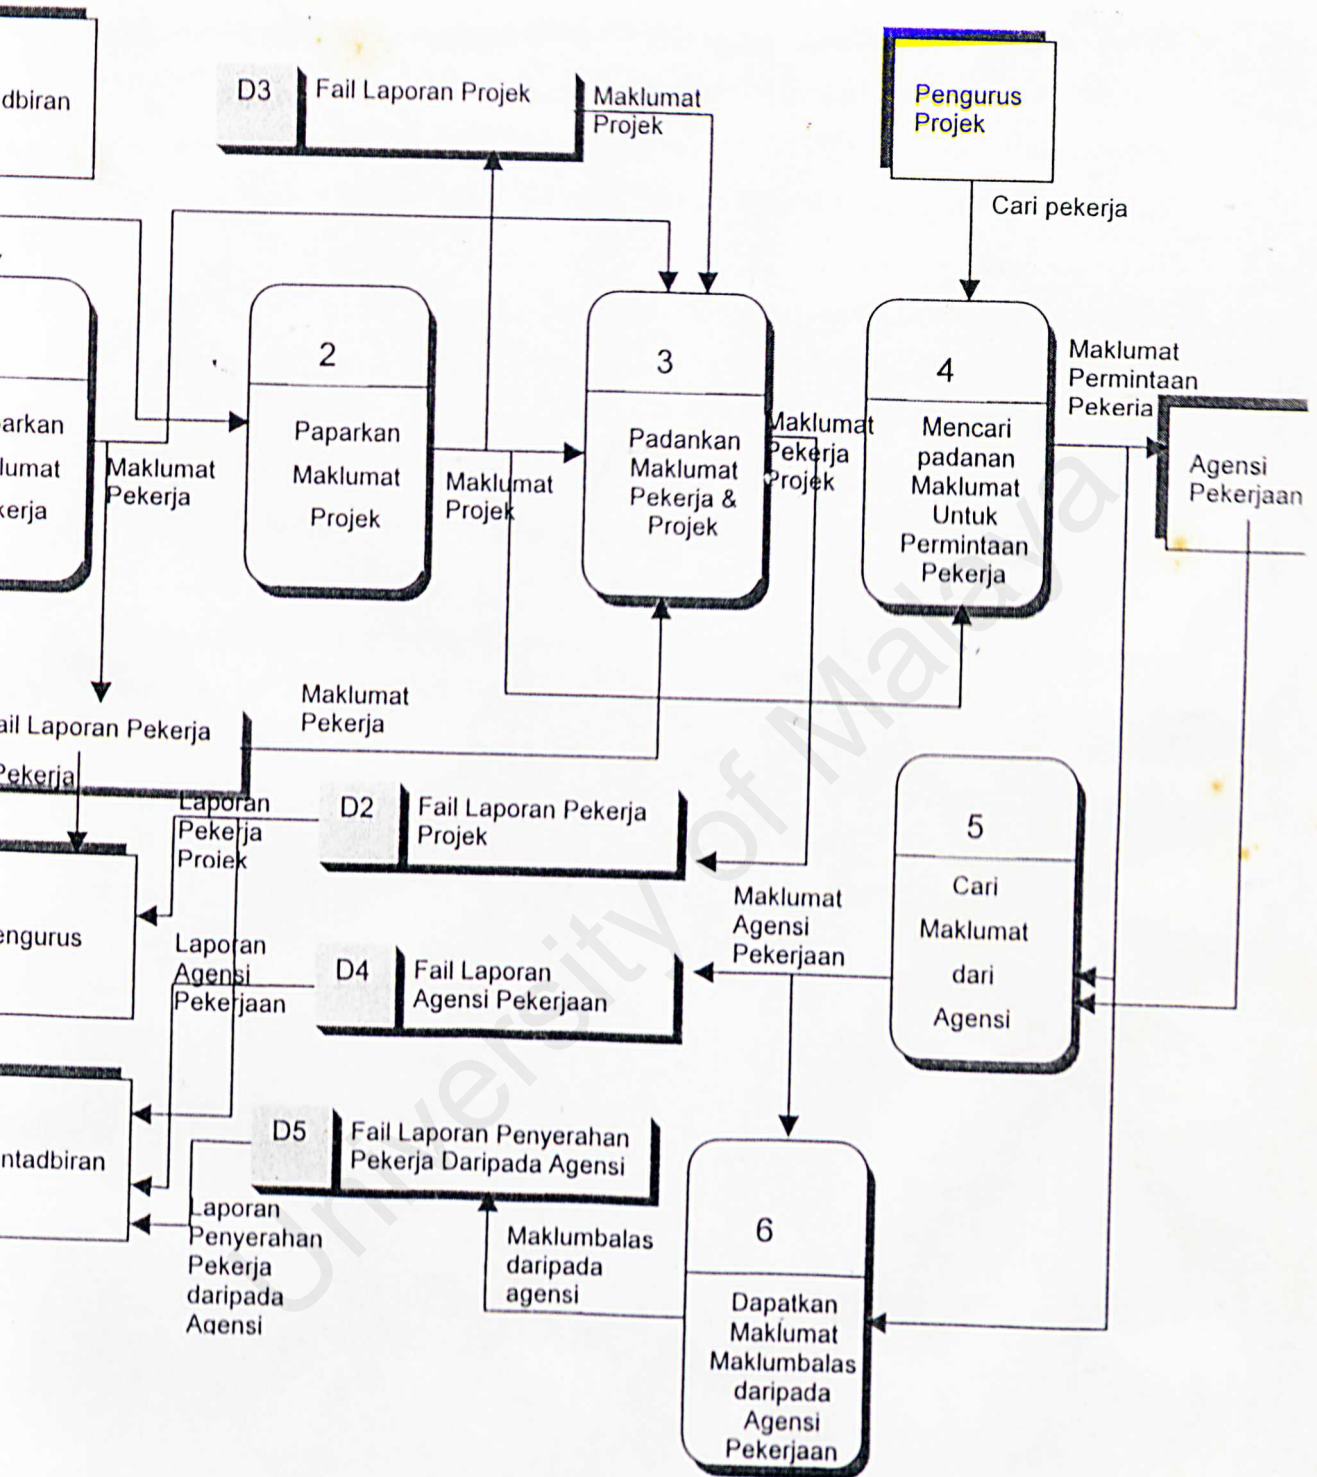 dbiran
D3
Fail Laporan Projek
Maklumat
Projek
Pengurus
Projek
Cari pekerja
arkan
lumat
kerja
Maklumat
Pekerja
2
Paparkan
Maklumat
Projek
Maklumat
Projek
3
Padankan
Maklumat
Pekerja &
Projek
Maklumat
Pekerja
Projek
4
Mencari
padanan
Maklumat
Untuk
Permintaan
Pekerja
Maklumat
Permintaan
Pekerja
Agensi
Pekerjaan
ail Laporan Pekerja
Pekerja
Maklumat
Pekerja
Laporan
Pekerja
Projek
D2
Fail Laporan Pekerja
Projek
engurus
Laporan
Agensi
Pekerjaan
D4
Fail Laporan
Agensi Pekerjaan
Maklumat
Agensi
Pekerjaan
5
Cari
Maklumat
dari
Agensi
ntadbiran
D5
Fail Laporan Penyerahan
Pekerja Daripada Agensi
Laporan
Penyerahan
Pekerja
daripada
Agensi
Maklumbalas
daripada
agensi
6
Dapatkan
Maklumat
Maklumbalas
daripada
Agensi
Pekerjaan
University of Malaya